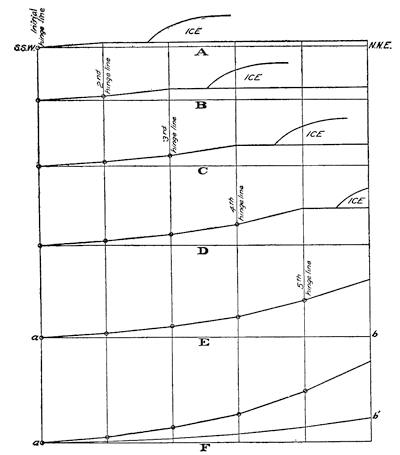 Initial
hinge line
ICE
S.S.W.
N.N.E.
A
2nd
hinge line
ICE
B
3rd
hinge line
ICE
C
4th
hinge line
ICE
D
5th
hinge line
a
b
E
b'
a
F